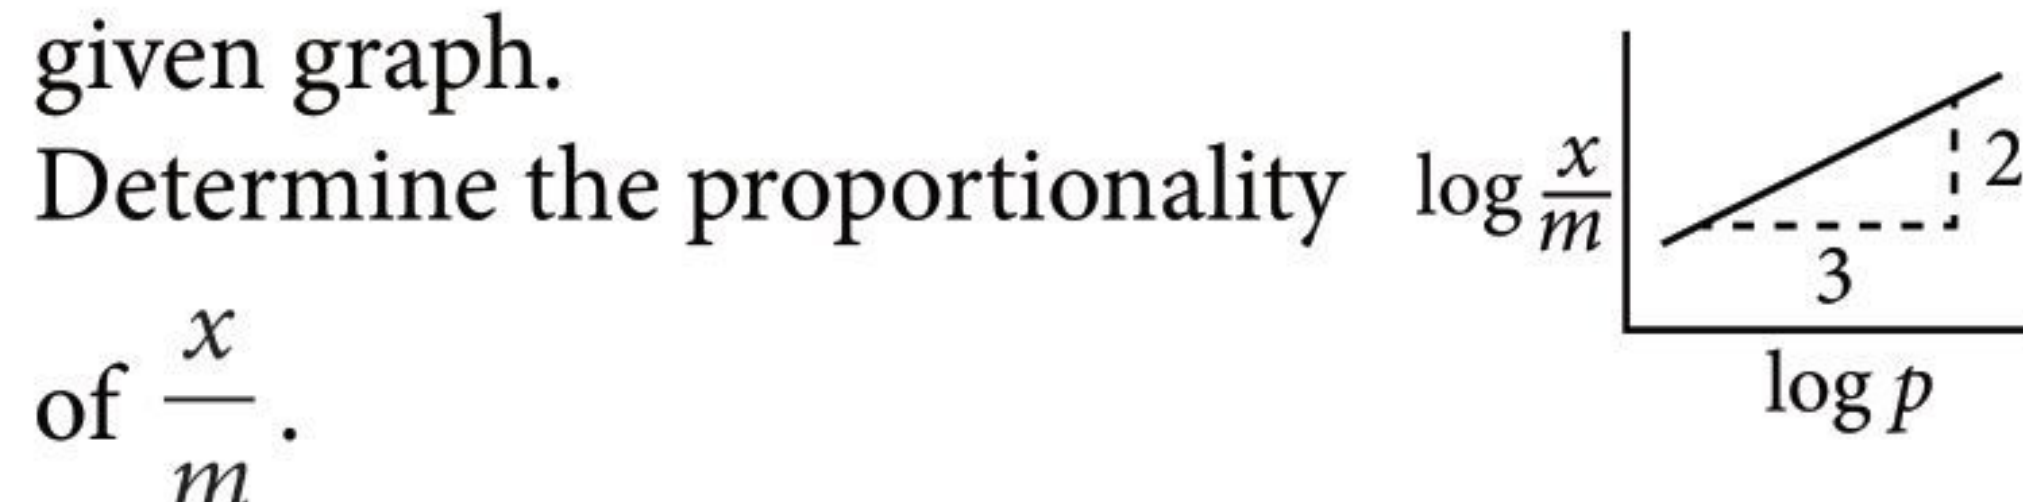 given graph.
Determine the proportionality
of x/m.
log x/m
2
3
log p